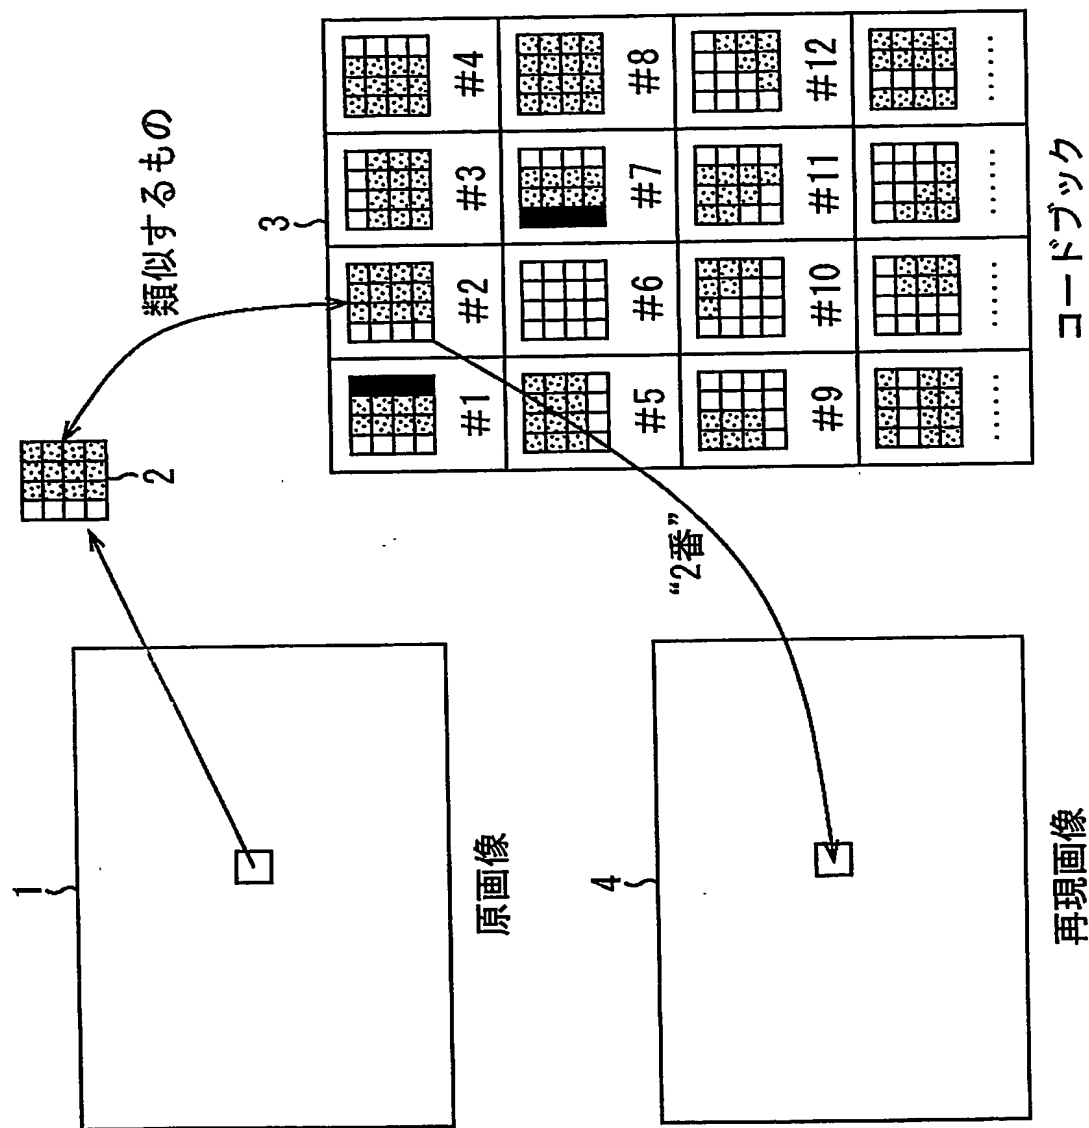 1
原画像
2
類似するもの
3
#1 #2 #3 #4
#5 #6 #7 #8
#9 #10 #11 #12
...... ...... ...... ......
コードブック
“2番”
4
再現画像